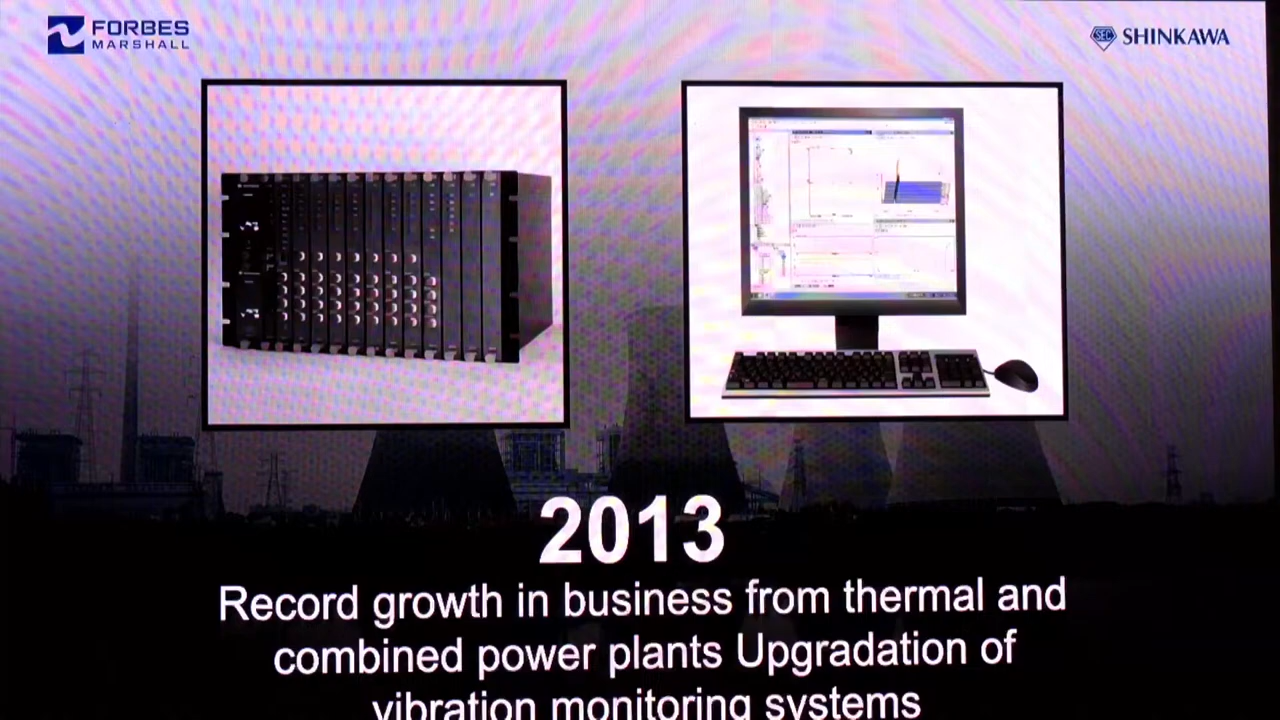 FORBES
MARSHALL
SEC SHINKAWA
2013
Record growth in business from thermal and
combined power plants Upgradation of
vibration monitoring systems